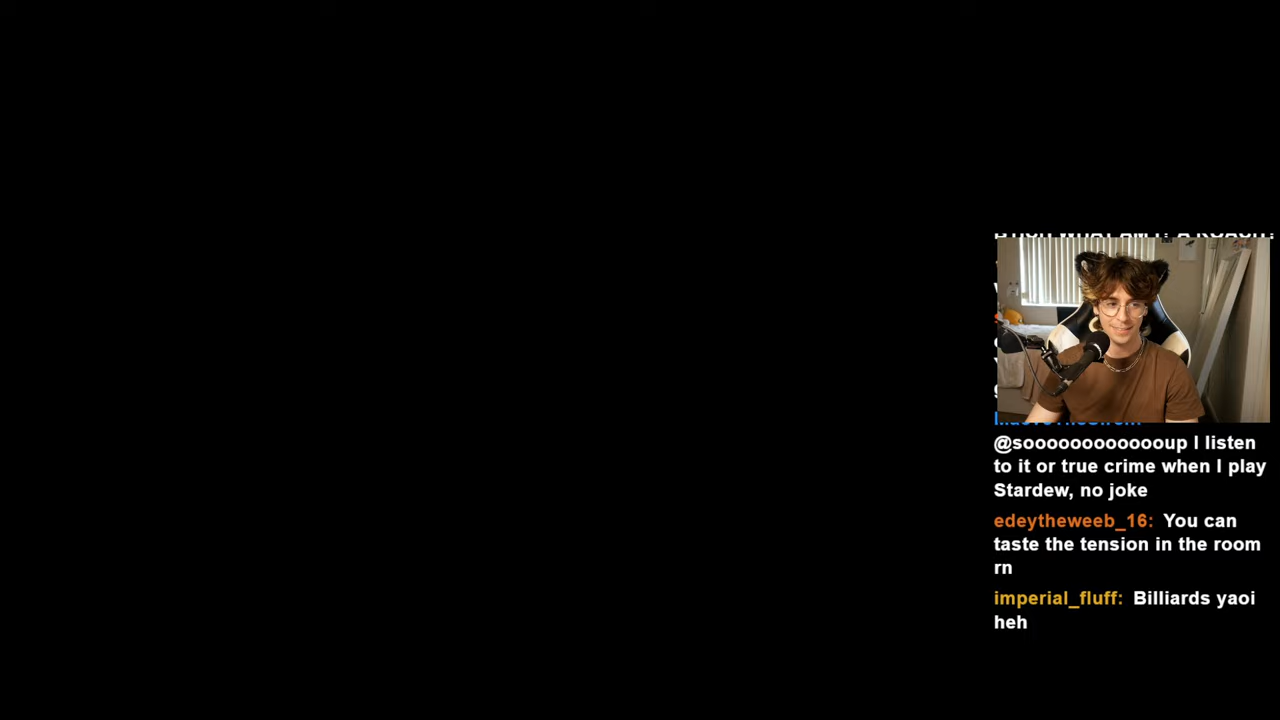 @sooooooooooooup I listen
to it or true crime when I play
Stardew, no joke
edeytheweeb_16: You can
taste the tension in the room
rn
imperial_fluff: Billiards yaoi
heh